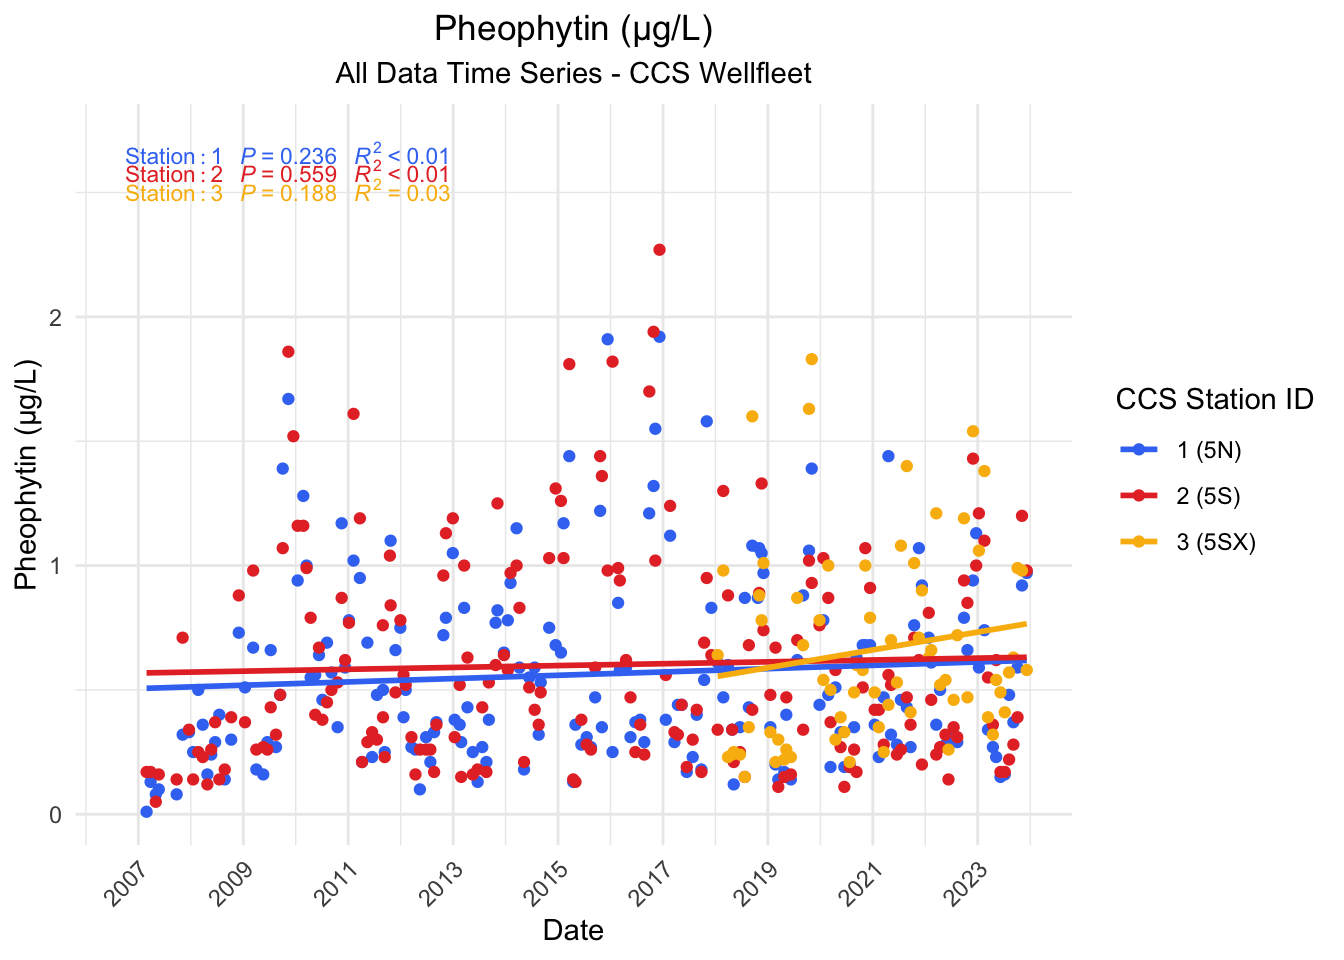 Pheophytin (µg/L)
All Data Time Series - CCS Wellfleet
Station : 1 P = 0.236 R² < 0.01
Station : 2 P = 0.559 R² < 0.01
Station : 3 P = 0.188 R² = 0.03
Pheophytin (µg/L)
2
1
0
2007 2009 2011 2013 2015 2017 2019 2021 2023
Date
CCS Station ID
1 (5N)
2 (5S)
3 (5SX)